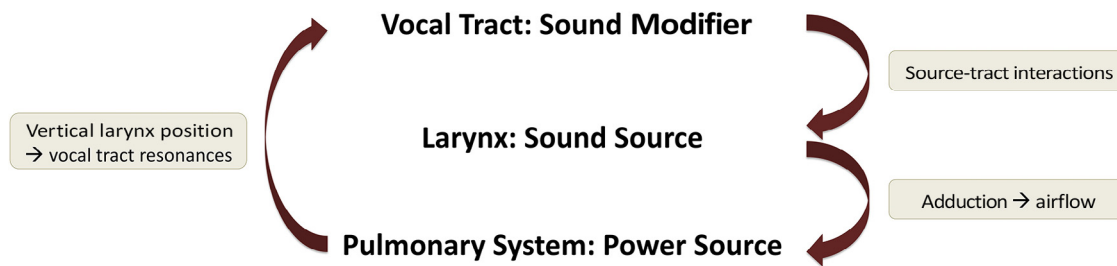 Vocal Tract: Sound Modifier
Source-tract interactions
Vertical larynx position
→ vocal tract resonances
Larynx: Sound Source
Adduction → airflow
Pulmonary System: Power Source